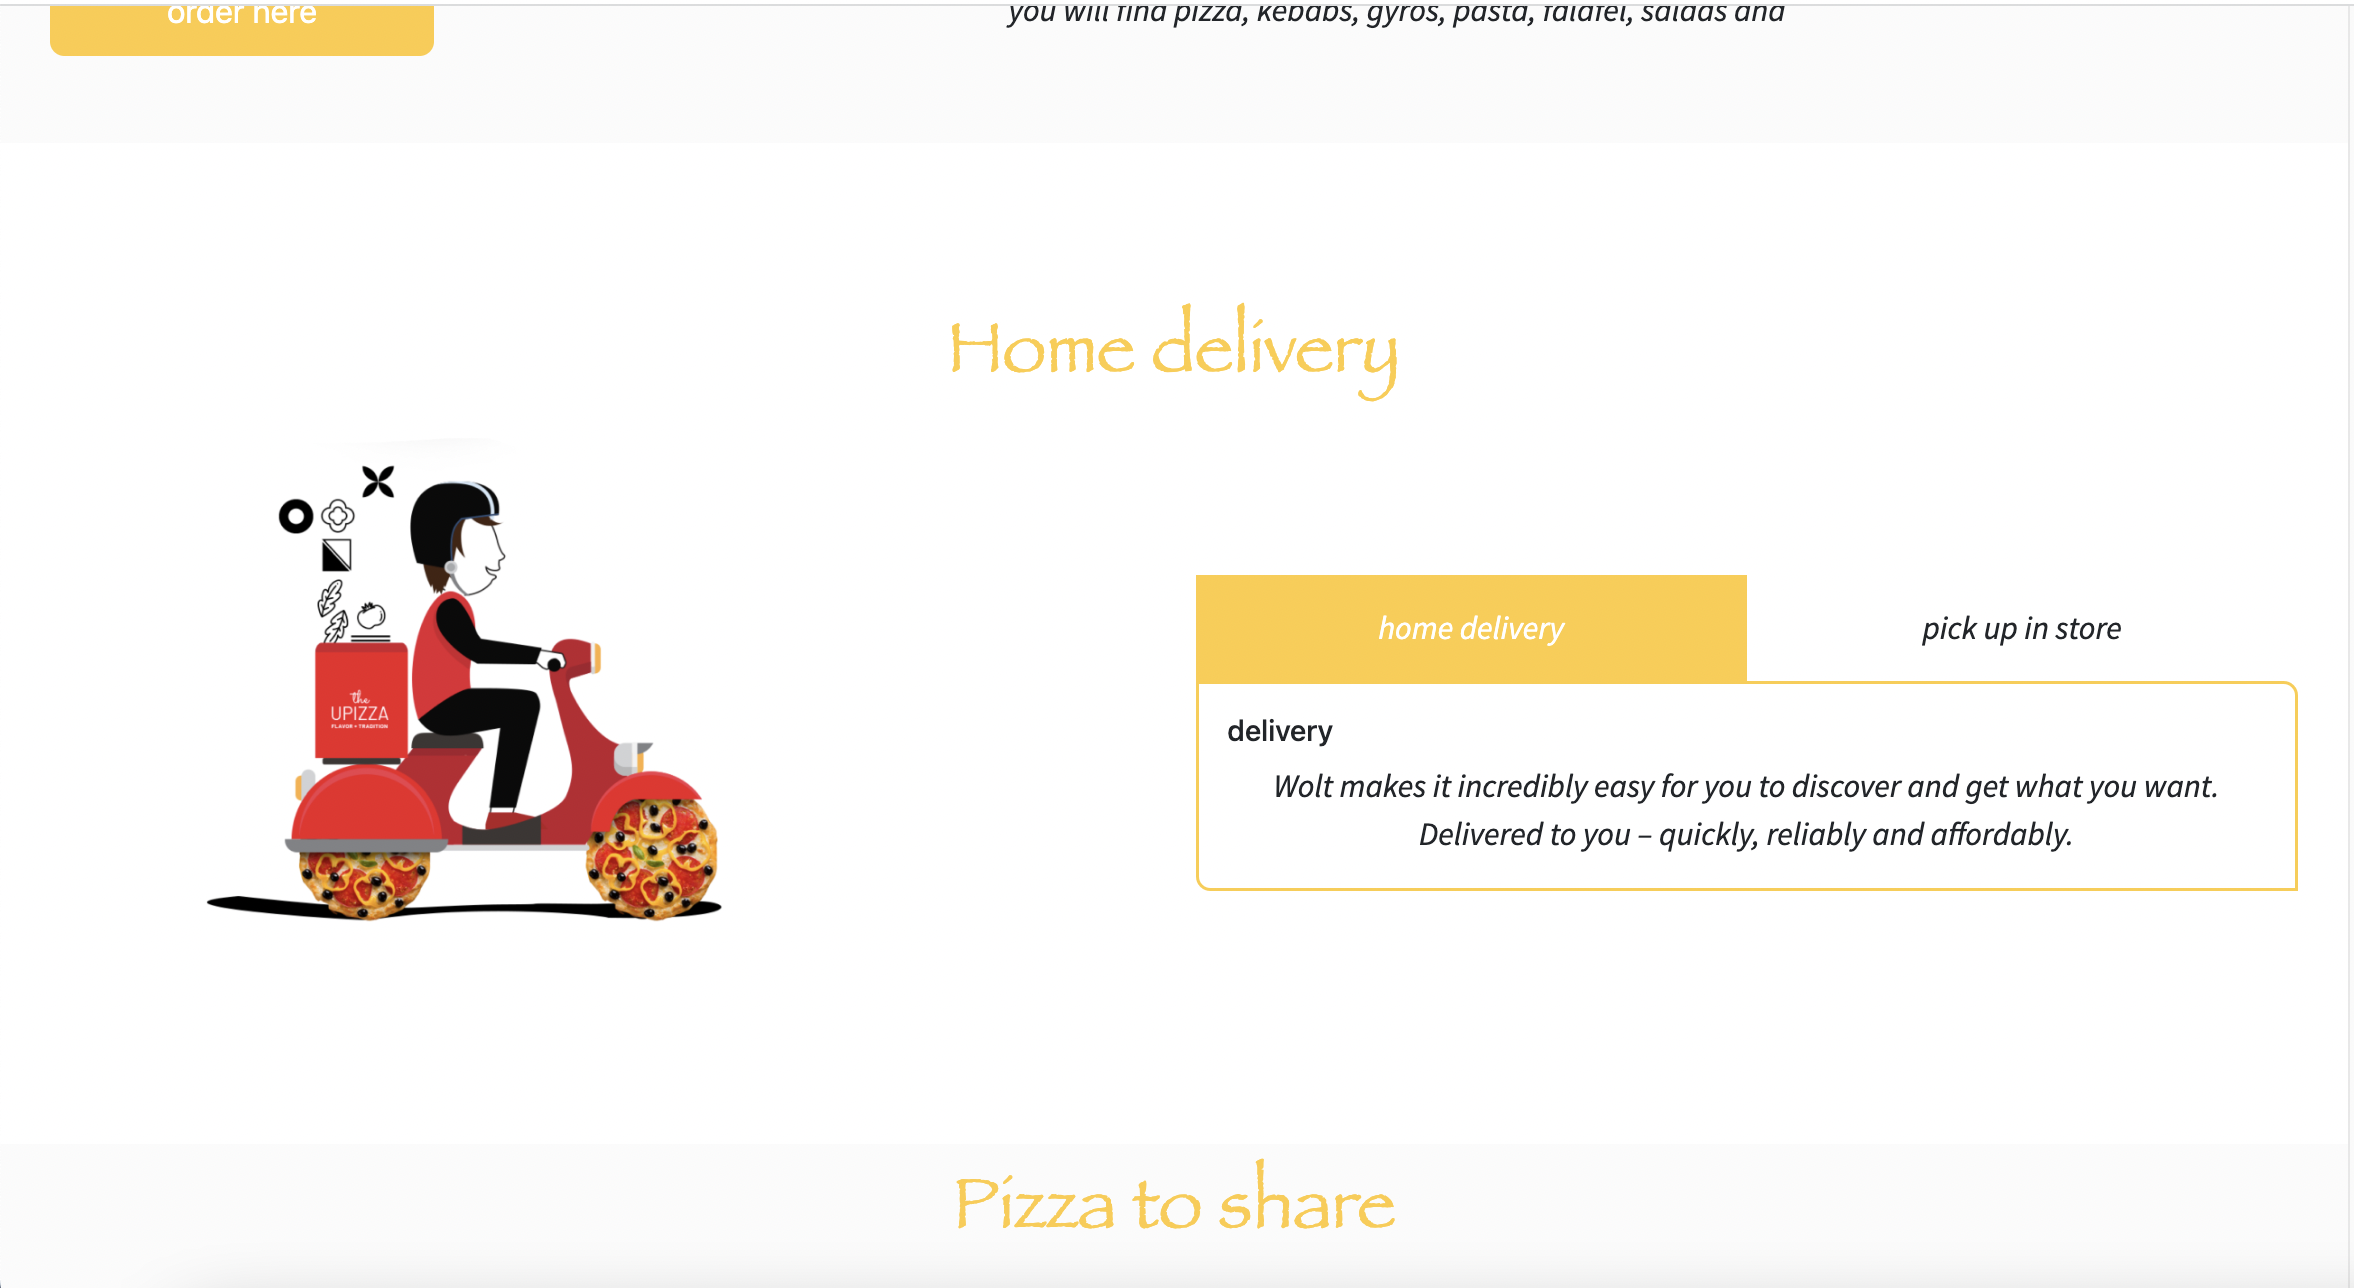 order here
you will find pizza, kebabs, gyros, pasta, falafel, salads and
Home delivery
the
UPIZZA
FLAVOR • TRADITION
home delivery
pick up in store
delivery
Wolt makes it incredibly easy for you to discover and get what you want.
Delivered to you – quickly, reliably and affordably.
Pizza to share